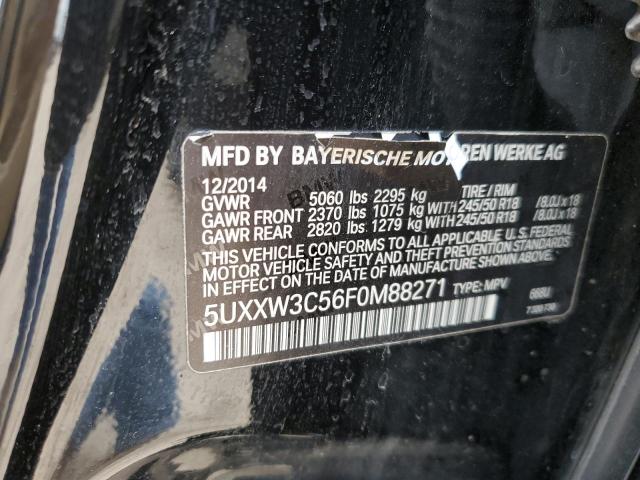 MFD BY BAYERISCHE MOTOREN WERKE AG
12/2014 TIRE / RIM
GVWR 5060 lbs 2295 kg
GAWR FRONT 2370 lbs 1075 kg WITH 245/50 R18 / 8.0J x 18
GAWR REAR 2820 lbs 1279 kg WITH 245/50 R18 / 8.0J x 18
THIS VEHICLE CONFORMS TO ALL APPLICABLE U.S. FEDERAL
MOTOR VEHICLE SAFETY AND THEFT PREVENTION STANDARDS
IN EFFECT ON THE DATE OF MANUFACTURE SHOWN ABOVE.
5UXXW3C56F0M88271 TYPE: MPV